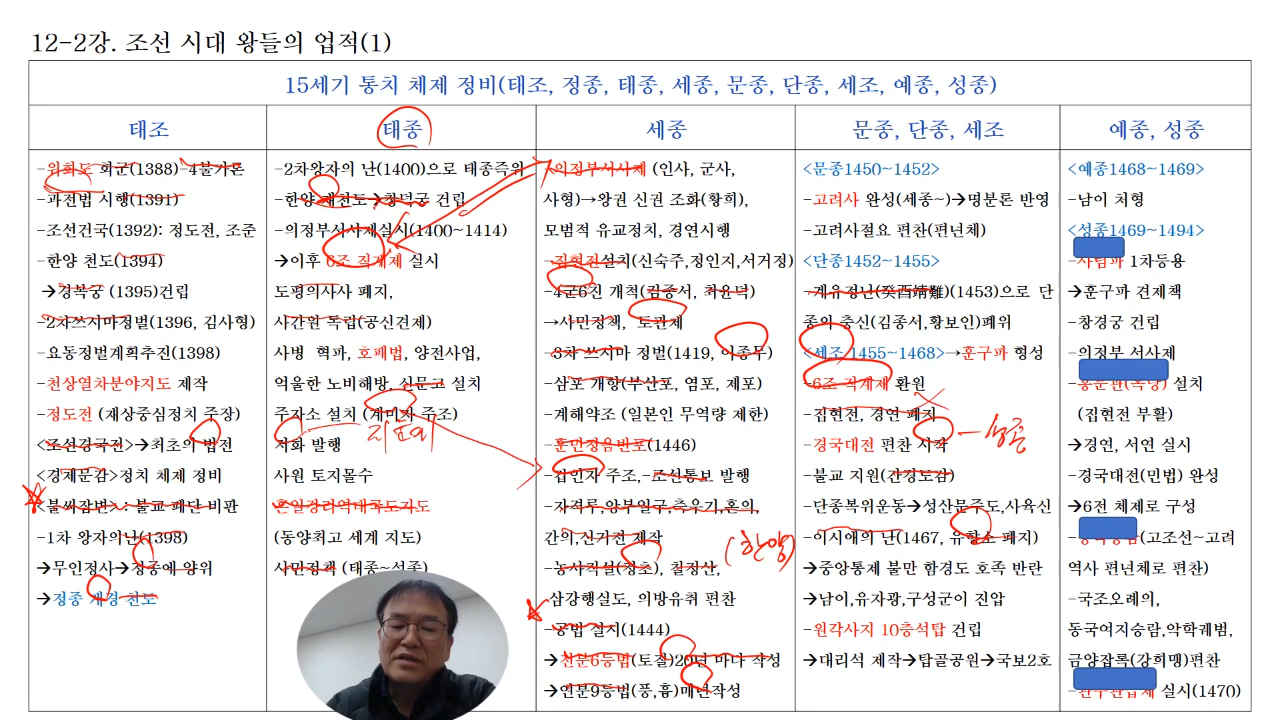 12-2강. 조선 시대 왕들의 업적(1)
15세기 통치 체제 정비(태조, 정종, 태종, 세종, 문종, 단종, 세조, 예종, 성종)
태조
-위화도 회군(1388)-4불가론
-과전법 시행(1391)
-조선건국(1392): 정도전, 조준
-한양 천도(1394)
→경복궁 (1395)건립
-2차쓰시마정벌(1396, 김사형)
-요동정벌계획추진(1398)
-천상열차분야지도 제작
-정도전 (재상중심정치 주장)
<조선경국전>→최초의 법전
<경제문감>정치 체제 정비
<불씨잡변> : 불교 폐단 비판
-1차 왕자의난(1398)
→무인정사→정종에 양위
→정종 개경 천도
태종
-2차왕자의 난(1400)으로 태종즉위
-한양 재천도→창덕궁 건립
-의정부서사제실시(1400~1414)
→이후 6조 직계제 실시
도평의사사 폐지,
사간원 독립(공신견제)
사병 혁파, 호패법, 양전사업,
억울한 노비해방, 신문고 설치
주자소 설치 (계미자 주조)
저화 발행
사원 토지몰수
혼일강리역대국도지도
(동양최고 세계 지도)
사민정책 (태종~성종)
세종
-의정부서사제 (인사, 군사,
사형)→왕권 신권 조화(황희),
모범적 유교정치, 경연시행
-집현전설치(신숙주,정인지,서거정)
-4군6진 개척(김종서, 최윤덕)
→사민정책, 토관제
-3차 쓰시마 정벌(1419, 이종무)
-삼포 개항(부산포, 염포, 제포)
-계해약조 (일본인 무역량 제한)
-훈민정음반포(1446)
-갑인자 주조,-조선통보 발행
-자격루,앙부일구,측우기,혼의,
간의,신기전 제작
(한양)
-농사직설(정초), 칠정산,
삼강행실도, 의방유취 편찬
-공법 설시(1444)
→전분6등법(토질)20년 마다 작성
→연분9등법(풍,흉)매년작성
문종, 단종, 세조
<문종1450~1452>
-고려사 완성(세종~)→명분론 반영
-고려사절요 편찬(편년체)
<단종1452~1455>
-계유정난(癸酉靖難)(1453)으로 단
종의 충신(김종서,황보인)폐위
<세조 1455~1468>→훈구파 형성
-6조 직계제 환원
-집현전, 경연 폐지
-경국대전 편찬 시작
성종
-불교 지원(간경도감)
-단종복위운동→성산문주도,사육신
-이시애의 난(1467, 유향소 폐지)
→중앙통제 불만 함경도 호족 반란
→남이,유자광,구성군이 진압
-원각사지 10층석탑 건립
→대리석 제작→탑골공원→국보2호
예종, 성종
<예종1468~1469>
-남이 처형
<성종1469~1494>
-사림파 1차등용
→훈구파 견제책
-창경궁 건립
-의정부 서사제
-홍문관(옥당) 설치
(집현전 부활)
→경연, 서연 실시
-경국대전(민법) 완성
→6전 체제로 구성
(고조선~고려
역사 편년체로 편찬)
-국조오례의,
동국여지승람,악학궤범,
금양잡록(강희맹)편찬
실시(1470)